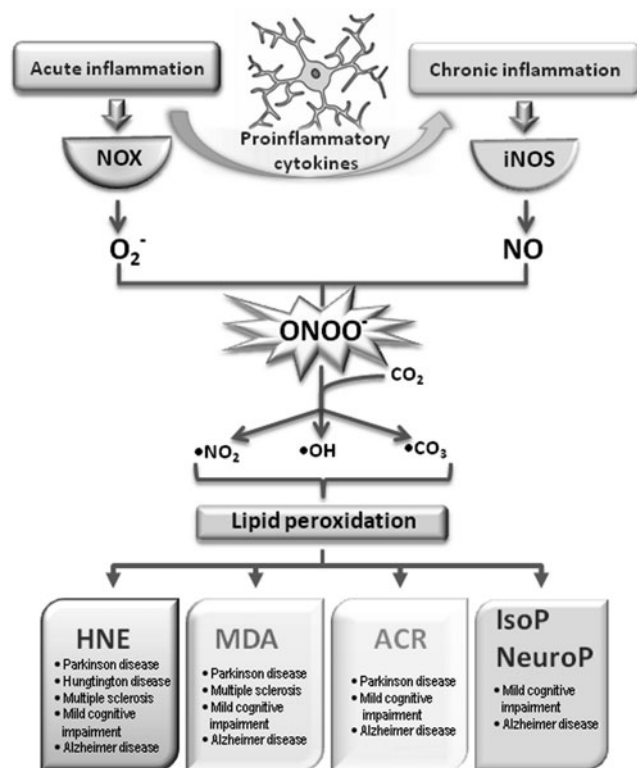 Acute inflammation
Chronic inflammation
Proinflammatory
cytokines
NOX
iNOS
O₂⁻
NO
ONOO⁻
CO₂
•NO₂
•OH
•CO₃
Lipid peroxidation
HNE
• Parkinson disease
• Hungtington disease
• Multiple sclerosis
• Mild cognitive
impairment
• Alzheimer disease
MDA
• Parkinson disease
• Multiple sclerosis
• Mild cognitive
impairment
• Alzheimer disease
ACR
• Parkinson disease
• Mild cognitive
impairment
• Alzheimer disease
IsoP
NeuroP
• Mild cognitive
impairment
• Alzheimer disease